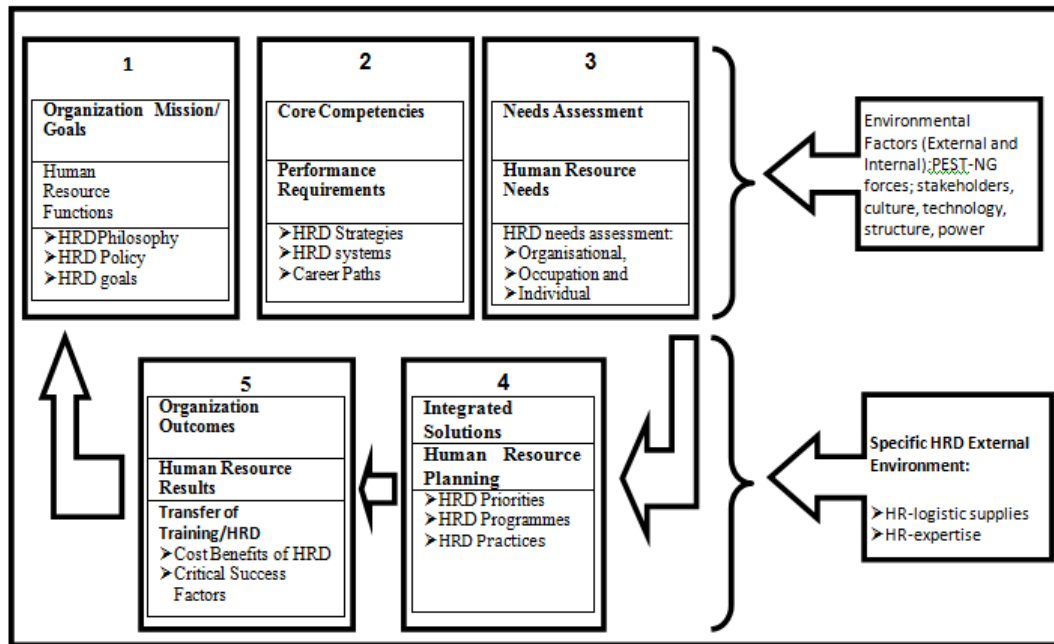 1
Organization Mission/
Goals
Human
Resource
Functions
➢HRDPhilosophy
➢HRD Policy
➢HRD goals
2
Core Competencies
Performance
Requirements
➢HRD Strategies
➢HRD systems
➢Career Paths
3
Needs Assessment
Human Resource
Needs
HRD needs assessment:
➢Organisational,
➢Occupation and
➢Individual
Environmental
Factors (External and
Internal):PEST-NG
forces; stakeholders,
culture, technology,
structure, power
5
Organization
Outcomes
Human Resource
Results
Transfer of
Training/HRD
➢Cost Benefits of HRD
➢Critical Success
Factors
4
Integrated
Solutions
Human Resource
Planning
➢HRD Priorities
➢HRD Programmes
➢HRD Practices
Specific HRD External
Environment:
➢HR-logistic supplies
➢HR-expertise